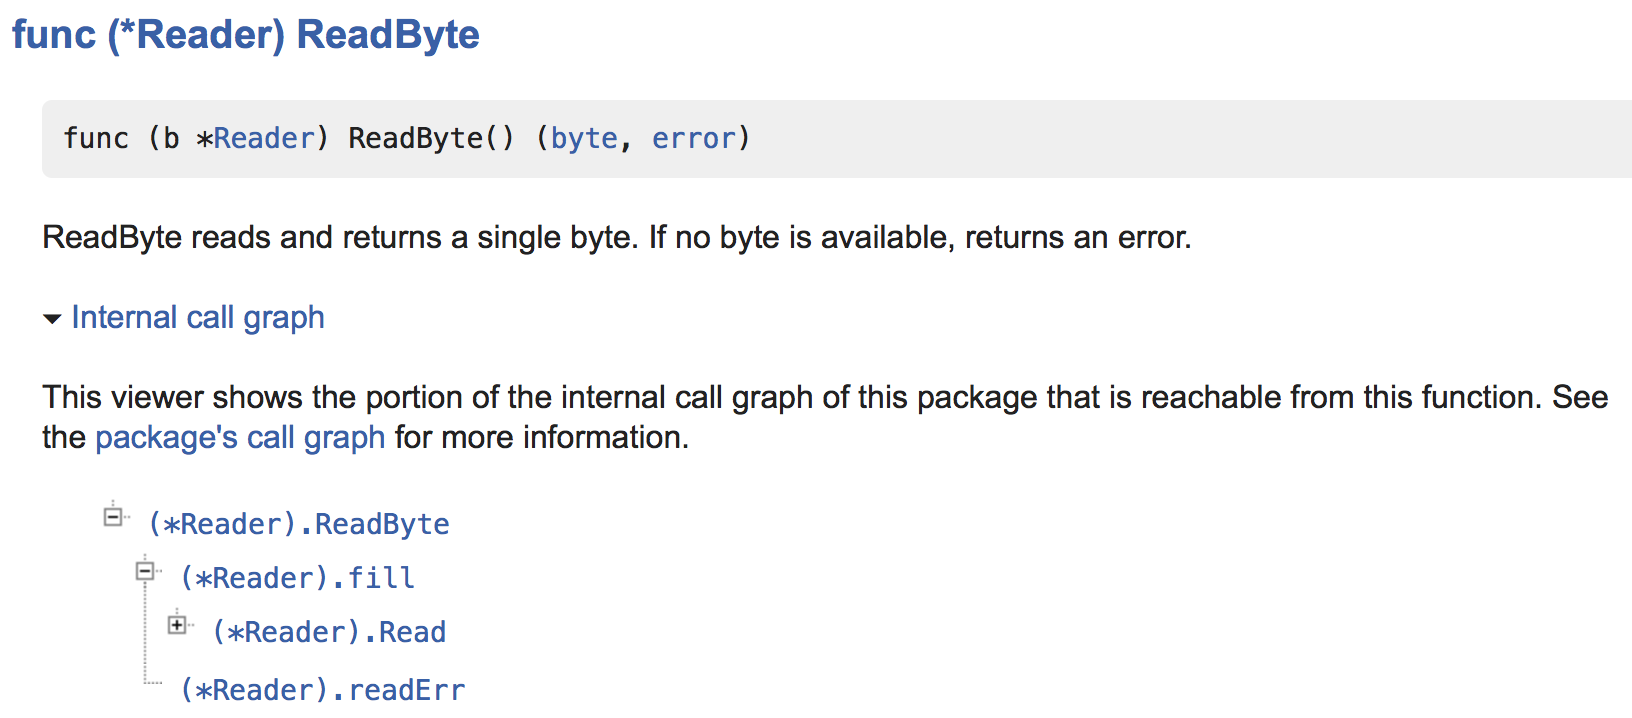 func (*Reader) ReadByte
func (b *Reader) ReadByte() (byte, error)
ReadByte reads and returns a single byte. If no byte is available, returns an error.
Internal call graph
This viewer shows the portion of the internal call graph of this package that is reachable from this function. See
the package's call graph for more information.
(*Reader).ReadByte
(*Reader).fill
(*Reader).Read
(*Reader).readErr